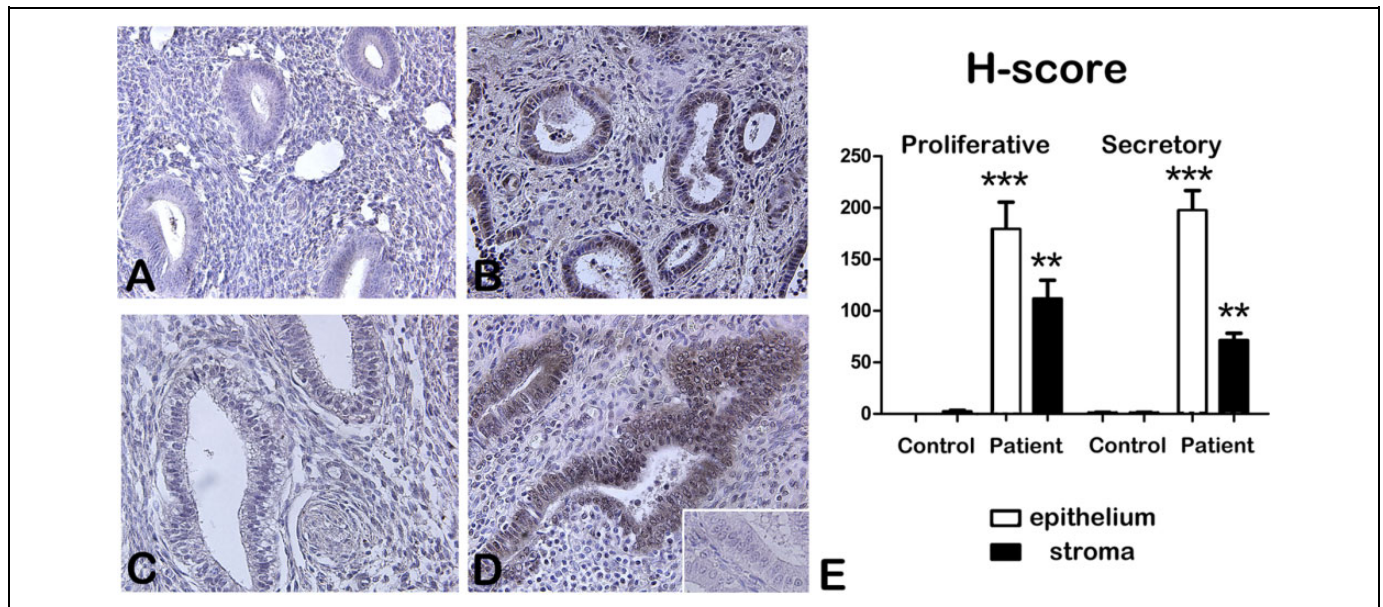 A
B
C
D
E
H-score
Proliferative Secretory
*** ***
** **
250
200
150
100
50
0
Control Patient Control Patient
epithelium
stroma